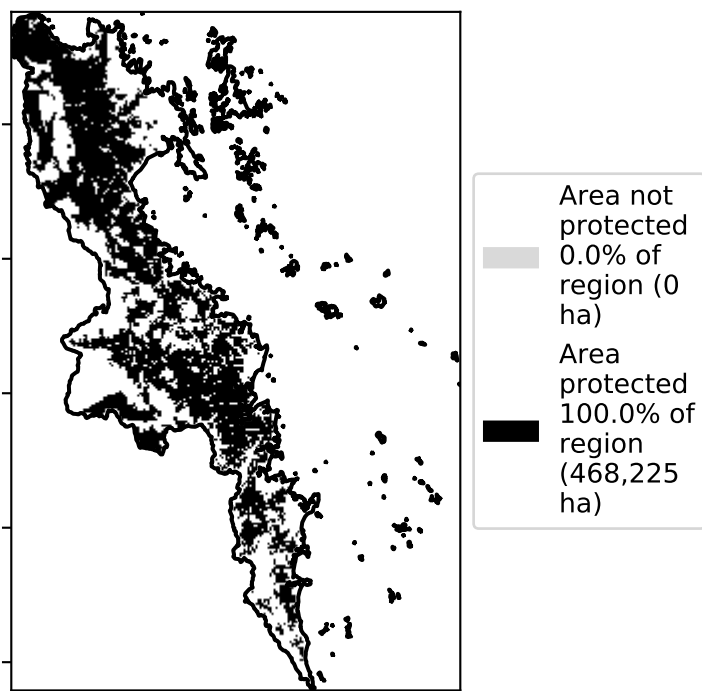 Area not
protected
0.0% of
region (0
ha)
Area
protected
100.0% of
region
(468,225
ha)